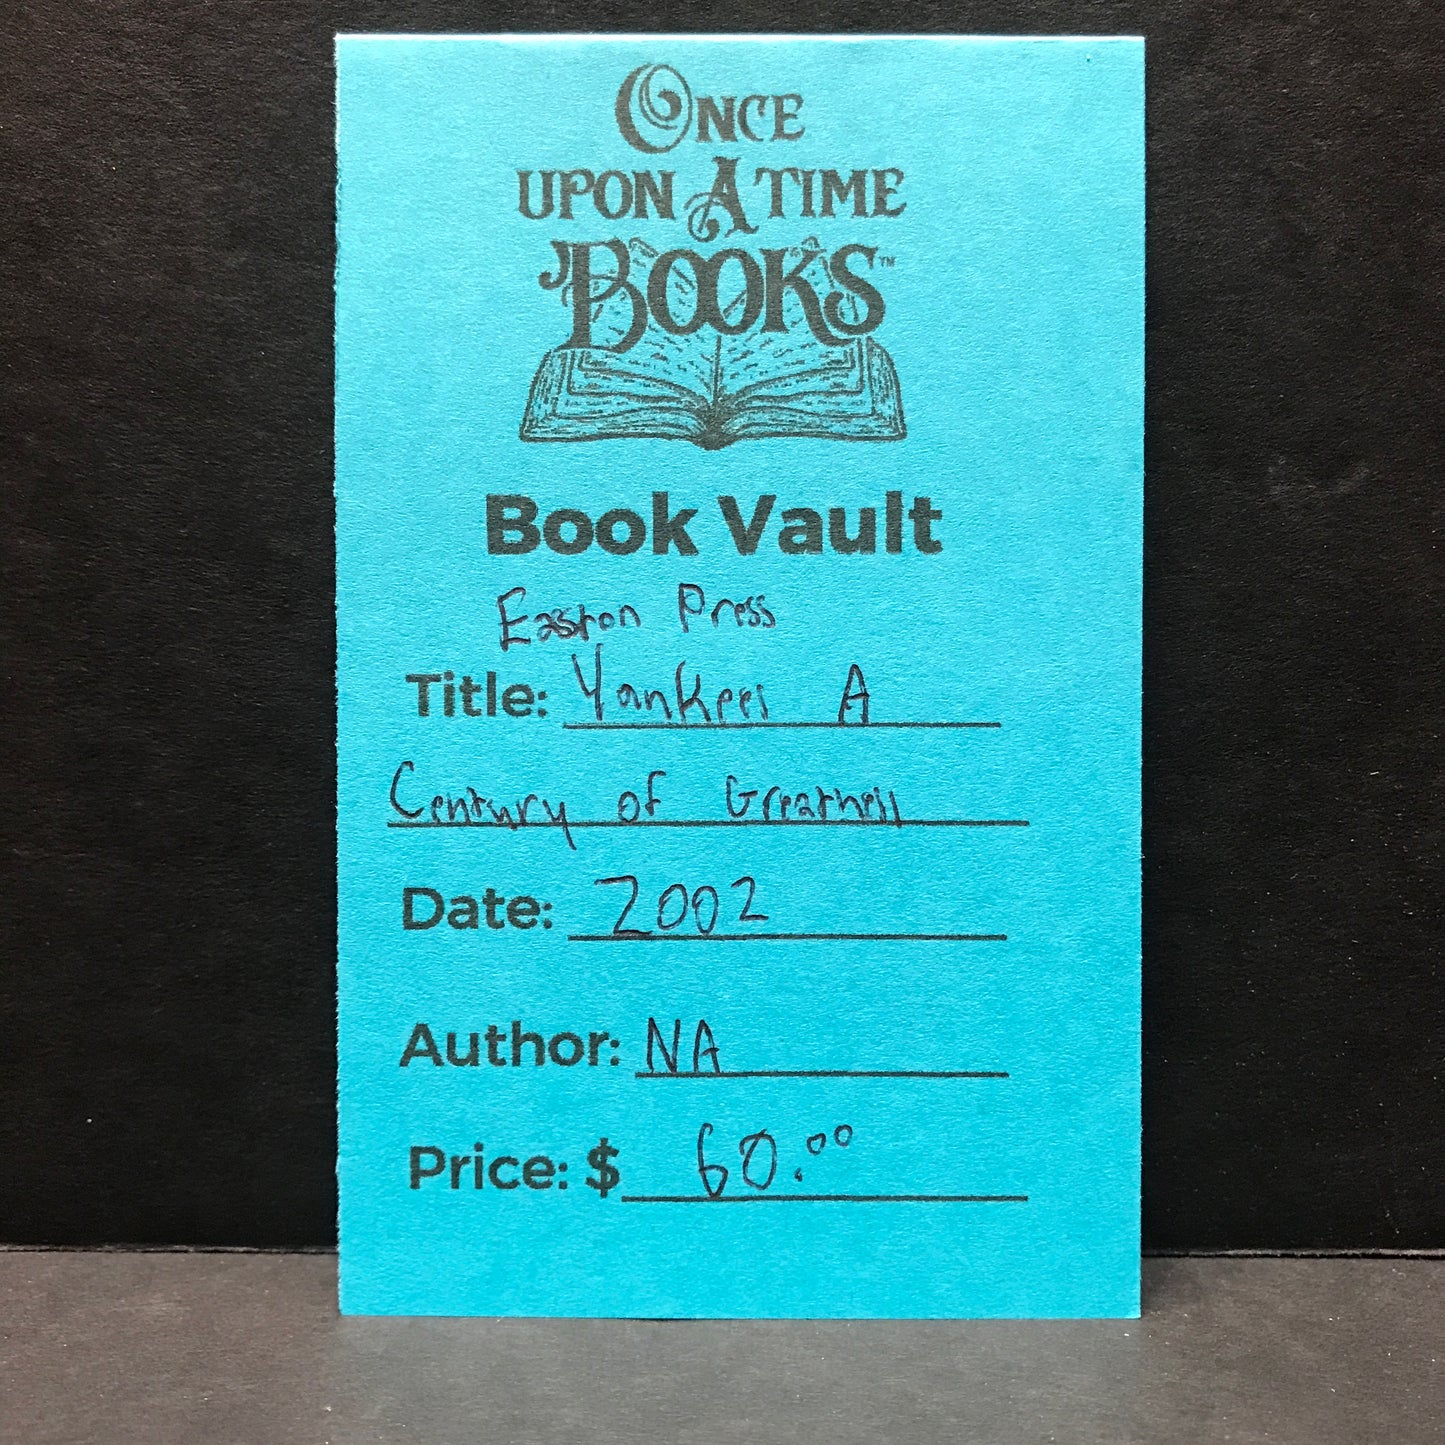 ONCE
UPON A TIME
BOOKS™
Book Vault
Easton Press
Title: Yankees A
Century of Greatness
Date: 2002
Author: NA
Price: $ 60.00